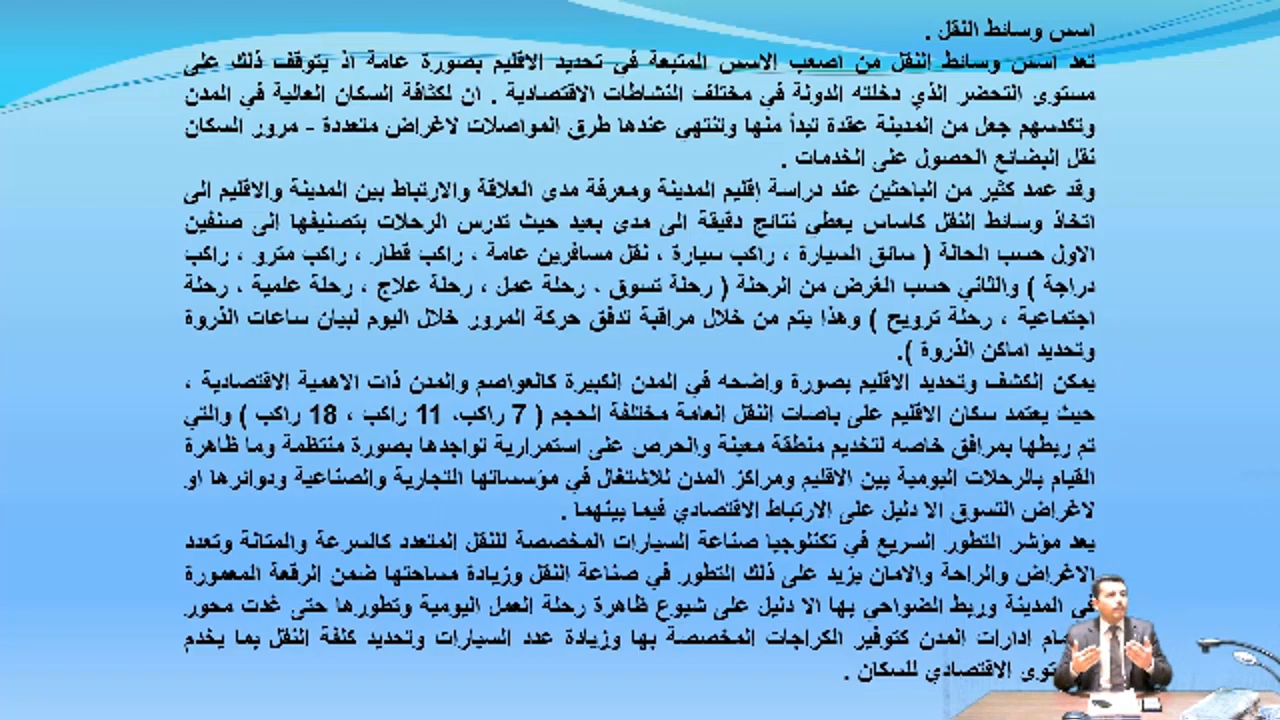 اسس وسائط النقل .
تعد اسس وسائط النقل من اصعب الاسس المتبعة في تحديد الاقليم بصورة عامة اذ يتوقف ذلك على
مستوى التحضر الذي دخلته الدولة في مختلف النشاطات الاقتصادية . ان لكثافة السكان العالية في المدن
وتكدسهم جعل من المدينة عقدة تبدأ منها وتنتهي عندها طرق المواصلات لاغراض متعددة - مرور السكان
نقل البضائع الحصول على الخدمات .
وقد عمد كثير من الباحثين عند دراسة إقليم المدينة ومعرفة مدى العلاقة والارتباط بين المدينة والاقليم الى
اتخاذ وسائط النقل كاساس يعطي نتائج دقيقة الى مدى بعيد حيث تدرس الرحلات بتصنيفها الى صنفين
الاول حسب الحالة ( سائق السيارة ، راكب سيارة ، نقل مسافرين عامة ، راكب قطار ، راكب مترو ، راكب
دراجة ) والثاني حسب الغرض من الرحلة ( رحلة تسوق ، رحلة عمل ، رحلة علاج ، رحلة علمية ، رحلة
اجتماعية ، رحلة ترويح ) وهذا يتم من خلال مراقبة تدفق حركة المرور خلال اليوم لبيان ساعات الذروة
وتحديد اماكن الذروة ).
يمكن الكشف وتحديد الاقليم بصورة واضحه في المدن الكبيرة كالعواصم والمدن ذات الاهمية الاقتصادية ،
حيث يعتمد سكان الاقليم على باصات النقل العامة مختلفة الحجم ( 7 راكب، 11 راكب ، 18 راكب ) والتي
تم ربطها بمرافق خاصه لتخديم منطقة معينة والحرص على استمرارية تواجدها بصورة منتظمة وما ظاهرة
القيام بالرحلات اليومية بين الاقليم ومراكز المدن للاشتغال في مؤسساتها التجارية والصناعية ودوائرها او
لاغراض التسوق الا دليل على الارتباط الاقتصادي فيما بينهما .
يعد مؤشر التطور السريع في تكنلوجيا صناعة السيارات المخصصة للنقل المتعدد كالسرعة والمتانة وتعدد
الاغراض والراحة والامان يزيد على ذلك التطور في صناعة النقل وزيادة مساحتها ضمن الرقعة المعمورة
في المدينة وربط الضواحي بها الا دليل على شيوع ظاهرة رحلة العمل اليومية وتطورها حتى غدت محور
ادارات المدن كتوفير الكراجات المخصصة بها وزيادة عدد السيارات وتحديد كلفة النقل بما يخدم
الاقتصادي للسكان .